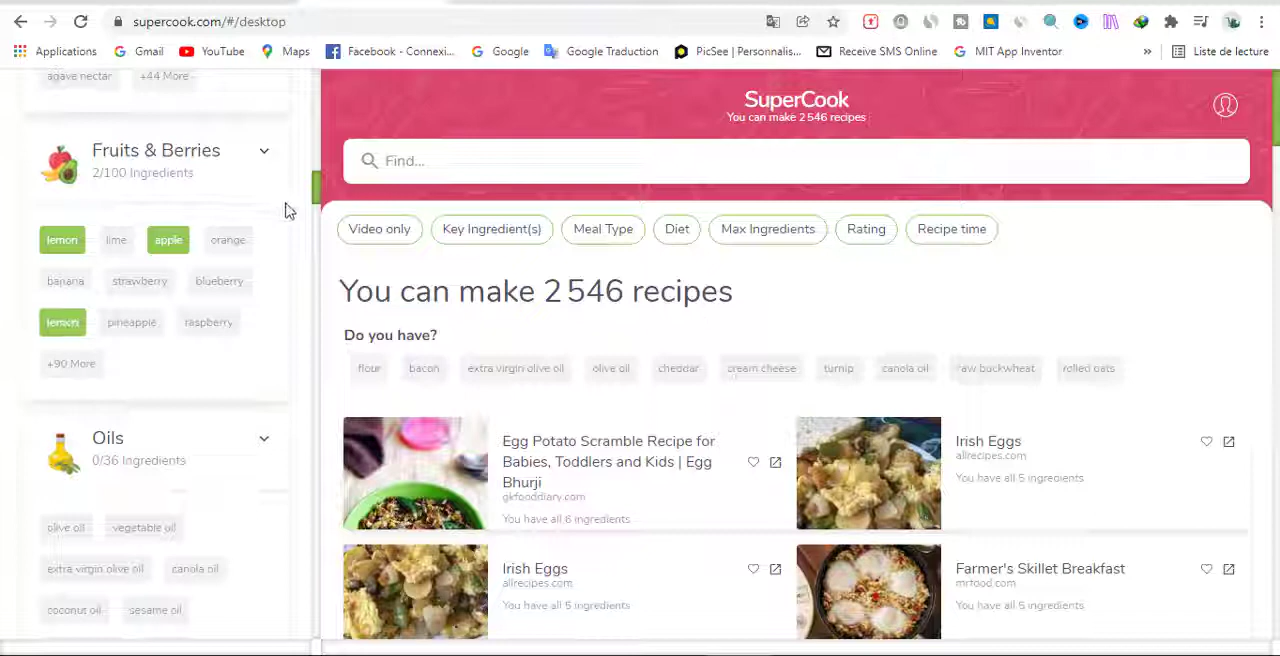 supercook.com/#/desktop
Applications
Gmail
YouTube
Maps
Facebook - Connexi...
Google
Google Traduction
PicSee | Personnalis...
Receive SMS Online
MIT App Inventor
»
Liste de lecture
agave nectar
+44 More
Fruits & Berries
2/100 Ingredients
lemon
lime
apple
orange
banana
strawberry
blueberry
lemon
pineapple
raspberry
+90 More
Oils
0/36 Ingredients
olive oil
vegetable oil
extra virgin olive oil
canola oil
coconut oil
sesame oil
SuperCook
You can make 2 546 recipes
Find...
Video only
Key Ingredient(s)
Meal Type
Diet
Max Ingredients
Rating
Recipe time
You can make 2 546 recipes
Do you have?
flour
bacon
extra virgin olive oil
olive oil
cheddar
cream cheese
turnip
canola oil
raw buckwheat
rolled oats
Egg Potato Scramble Recipe for
Babies, Toddlers and Kids | Egg
Bhurji
gkfooddiary.com
You have all 6 ingredients
Irish Eggs
allrecipes.com
You have all 5 ingredients
Irish Eggs
allrecipes.com
You have all 5 ingredients
Farmer's Skillet Breakfast
mrfood.com
You have all 5 ingredients